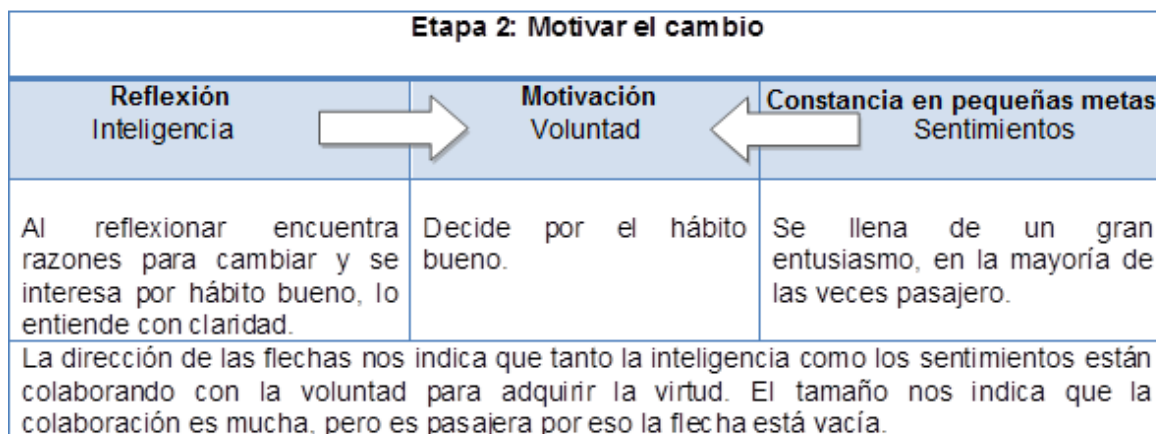 Etapa 2: Motivar el cambio
Reflexión
Inteligencia
Motivación
Voluntad
Constancia en pequeñas metas
Sentimientos
Al reflexionar encuentra
razones para cambiar y se
interesa por hábito bueno, lo
entiende con claridad.
Decide por el hábito
bueno.
Se llena de un gran
entusiasmo, en la mayoría de
las veces pasajero.
La dirección de las flechas nos indica que tanto la inteligencia como los sentimientos están
colaborando con la voluntad para adquirir la virtud. El tamaño nos indica que la
colaboración es mucha, pero es pasajera por eso la flecha está vacía.